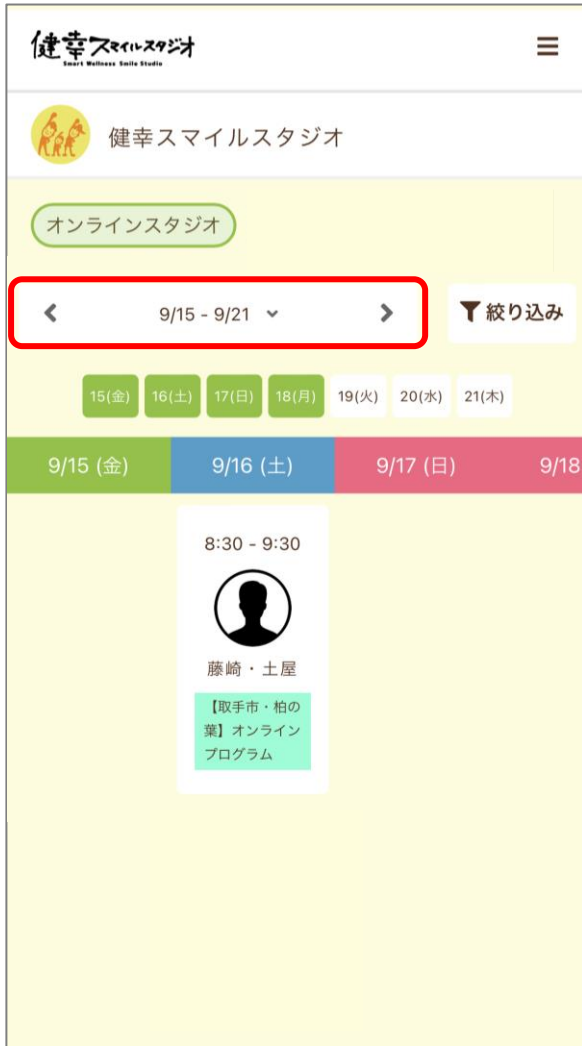 健幸スマイルスタジオ
Smart Wellness Smile Studio
健幸スマイルスタジオ
オンラインスタジオ
9/15 - 9/21
絞り込み
15(金) 16(土) 17(日) 18(月) 19(火) 20(水) 21(木)
9/15 (金) 9/16 (土) 9/17 (日) 9/18
8:30 - 9:30
藤崎・土屋
【取手市・柏の
葉】オンライン
プログラム